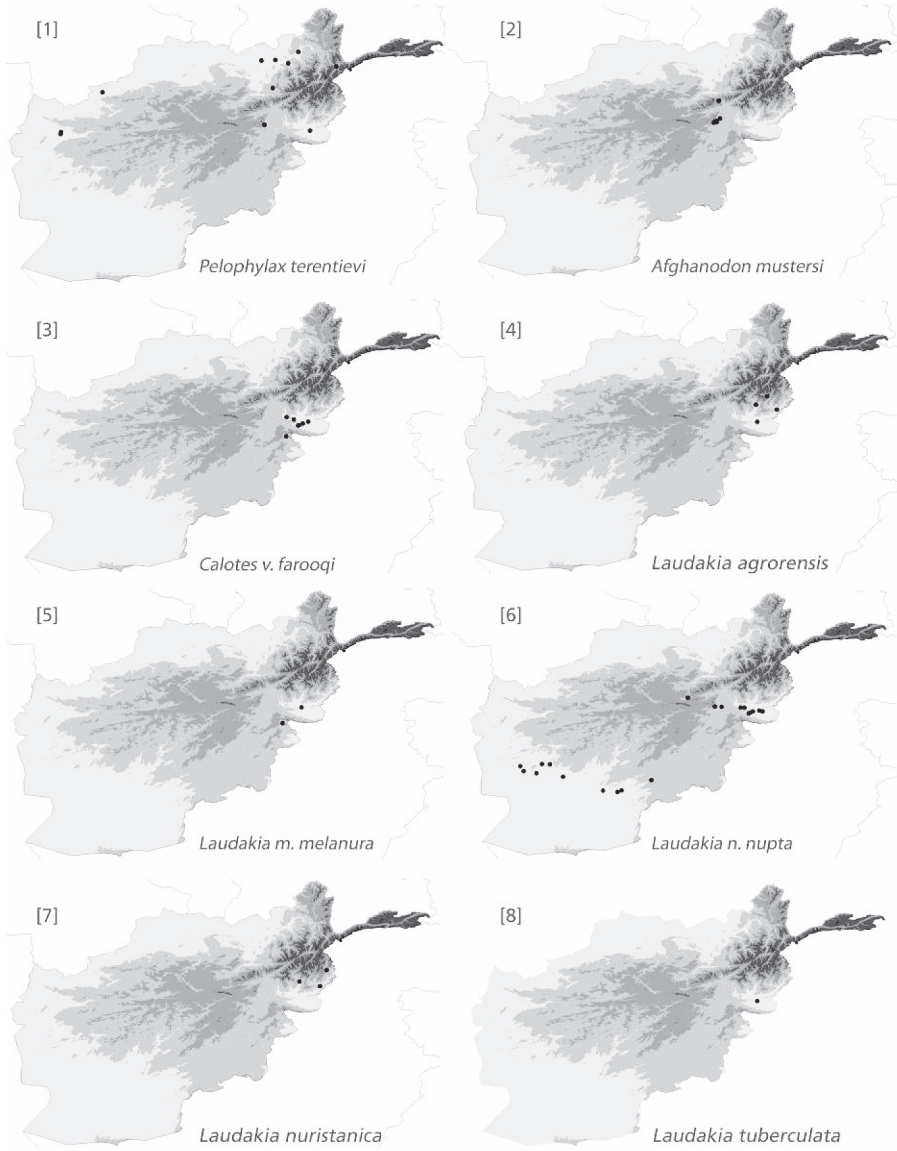 [1]
Pelophylax terentievi
[2]
Afghanodon mustersi
[3]
Calotes v. farooqi
[4]
Laudakia agrorensis
[5]
Laudakia m. melanura
[6]
Laudakia n. nupta
[7]
Laudakia nuristanica
[8]
Laudakia tuberculata